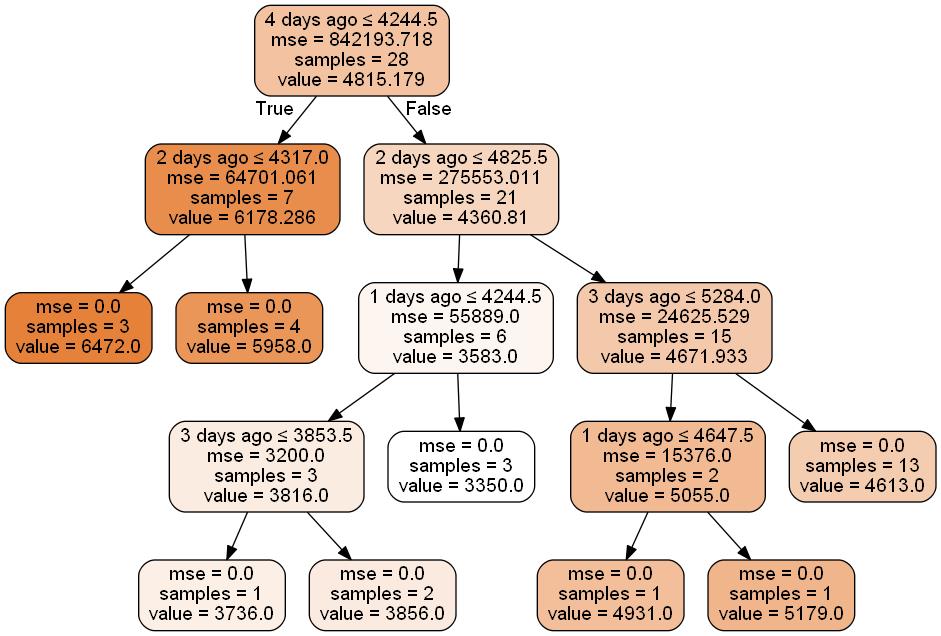 4 days ago ≤ 4244.5
mse = 842193.718
samples = 28
value = 4815.179
True
False
2 days ago ≤ 4317.0
mse = 64701.061
samples = 7
value = 6178.286
2 days ago ≤ 4825.5
mse = 275553.011
samples = 21
value = 4360.81
mse = 0.0
samples = 3
value = 6472.0
mse = 0.0
samples = 4
value = 5958.0
1 days ago ≤ 4244.5
mse = 55889.0
samples = 6
value = 3583.0
3 days ago ≤ 5284.0
mse = 24625.529
samples = 15
value = 4671.933
3 days ago ≤ 3853.5
mse = 3200.0
samples = 3
value = 3816.0
mse = 0.0
samples = 3
value = 3350.0
1 days ago ≤ 4647.5
mse = 15376.0
samples = 2
value = 5055.0
mse = 0.0
samples = 13
value = 4613.0
mse = 0.0
samples = 1
value = 3736.0
mse = 0.0
samples = 2
value = 3856.0
mse = 0.0
samples = 1
value = 4931.0
mse = 0.0
samples = 1
value = 5179.0